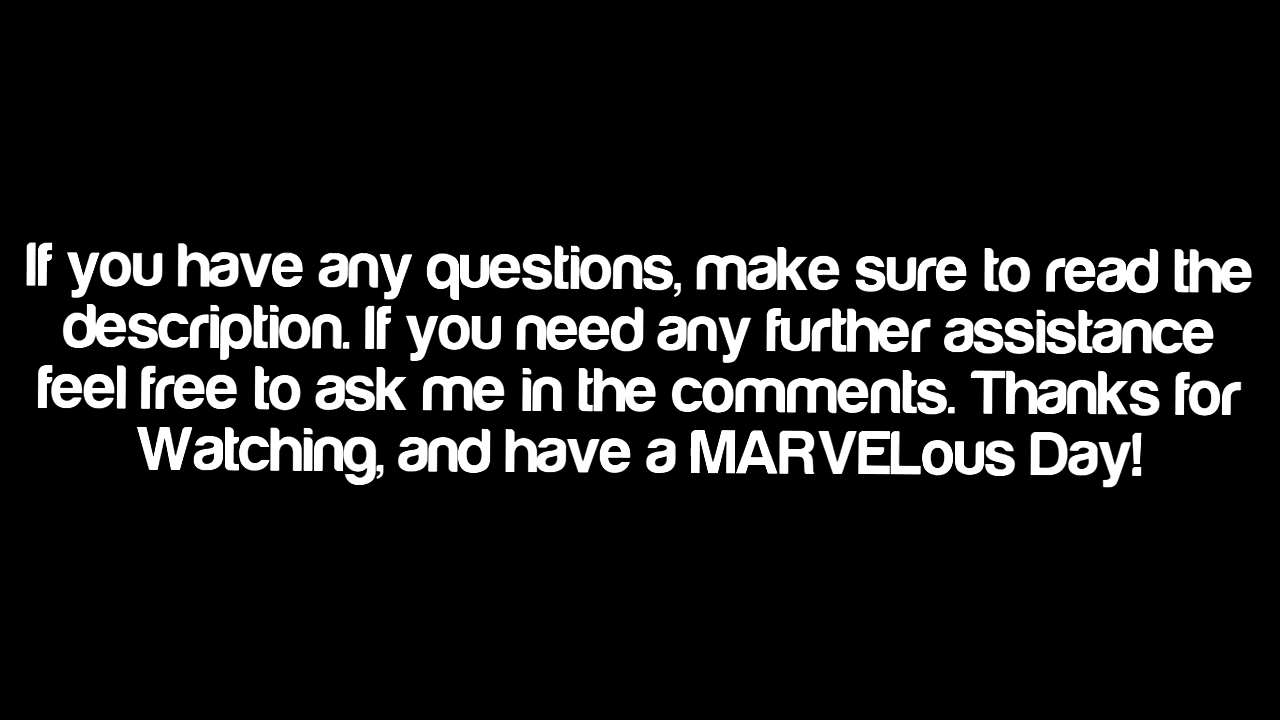 If you have any questions, make sure to read the
description. If you need any further assistance
feel free to ask me in the comments. Thanks for
Watching, and have a MARVELous Day!